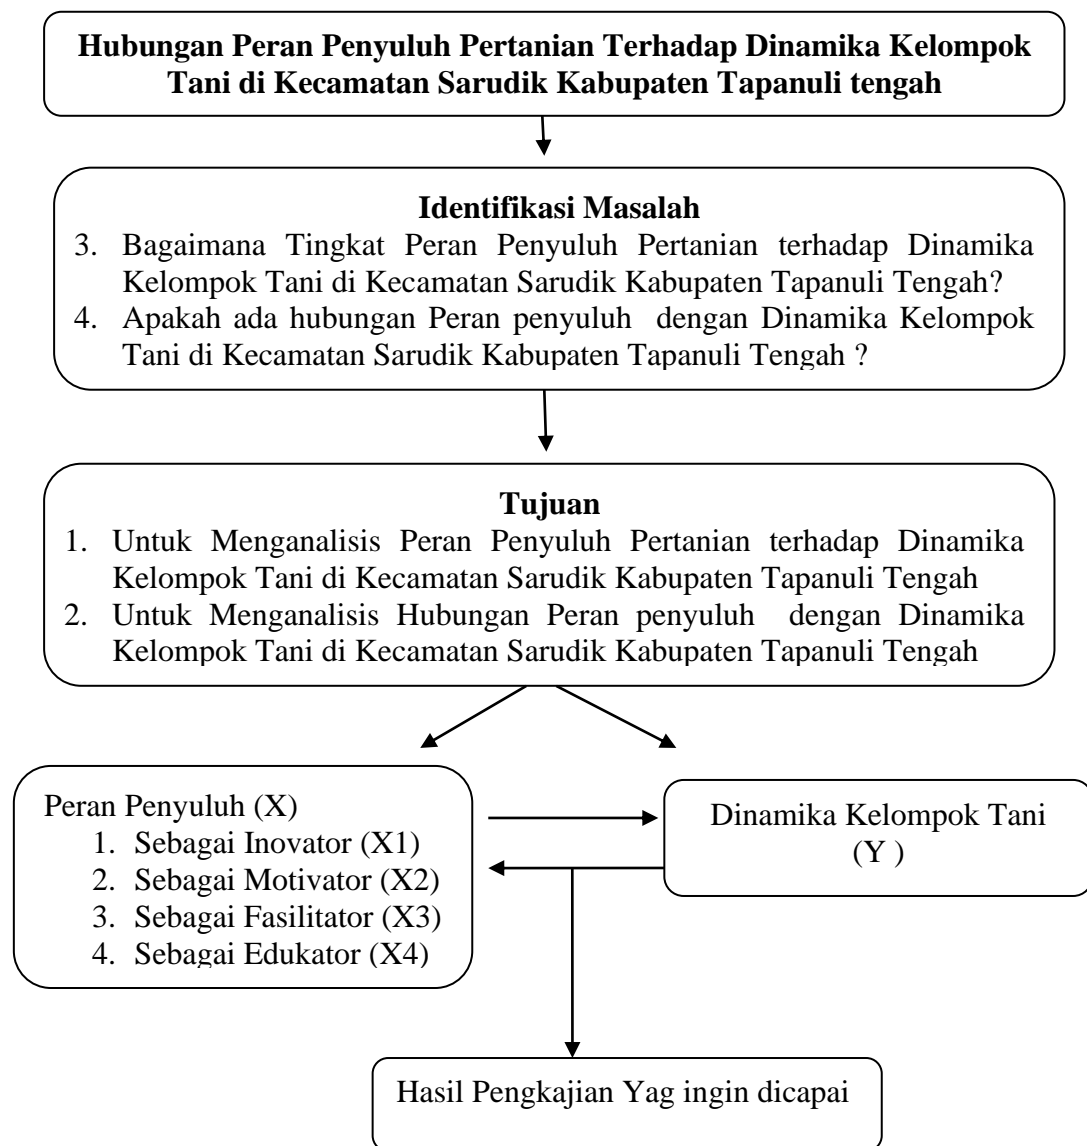 Hubungan Peran Penyuluh Pertanian Terhadap Dinamika Kelompok
Tani di Kecamatan Sarudik Kabupaten Tapanuli tengah
Identifikasi Masalah
3. Bagaimana Tingkat Peran Penyuluh Pertanian terhadap Dinamika
Kelompok Tani di Kecamatan Sarudik Kabupaten Tapanuli Tengah?
4. Apakah ada hubungan Peran penyuluh dengan Dinamika Kelompok
Tani di Kecamatan Sarudik Kabupaten Tapanuli Tengah ?
Tujuan
1. Untuk Menganalisis Peran Penyuluh Pertanian terhadap Dinamika
Kelompok Tani di Kecamatan Sarudik Kabupaten Tapanuli Tengah
2. Untuk Menganalisis Hubungan Peran penyuluh dengan Dinamika
Kelompok Tani di Kecamatan Sarudik Kabupaten Tapanuli Tengah
Peran Penyuluh (X)
1. Sebagai Inovator (X1)
2. Sebagai Motivator (X2)
3. Sebagai Fasilitator (X3)
4. Sebagai Edukator (X4)
Dinamika Kelompok Tani
(Y )
Hasil Pengkajian Yag ingin dicapai